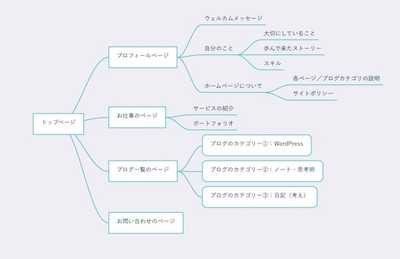 トップページ
プロフィールページ
ウェルカムメッセージ
自分のこと
大切にしていること
歩んで来たストーリー
スキル
ホームページについて
各ページ/ブログカテゴリの説明
サイトポリシー
お仕事のページ
サービスの紹介
ポートフォリオ
ブログ一覧のページ
ブログのカテゴリー①：WordPress
ブログのカテゴリー②：ノート・思考術
ブログのカテゴリー③：日記（考え）
お問い合わせのページ